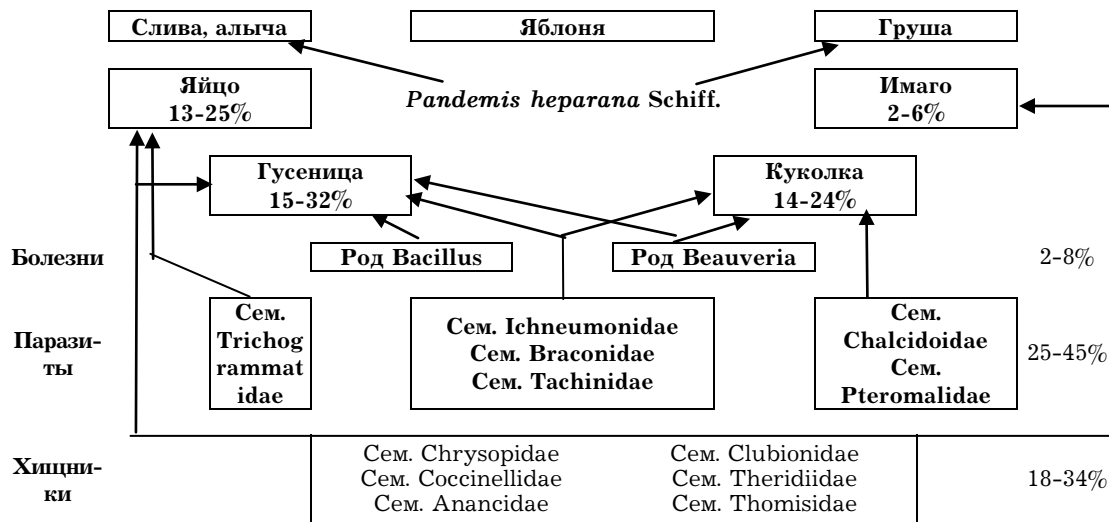 Слива, алыча
Яблоня
Груша
Яйцо
13-25%
Pandemis heparana Schiff.
Имаго
2-6%
Гусеница
15-32%
Куколка
14-24%
Болезни
Род Bacillus
Род Beauveria
2-8%
Парази-
ты
Сем.
Trichog
rammat
idae
Сем. Ichneumonidae
Сем. Braconidae
Сем. Tachinidae
Сем.
Chalcidoidae
Сем.
Pteromalidae
25-45%
Хищни-
ки
Сем. Chrysopidae
Сем. Coccinellidae
Сем. Anancidae
Сем. Clubionidae
Сем. Theridiidae
Сем. Thomisidae
18-34%